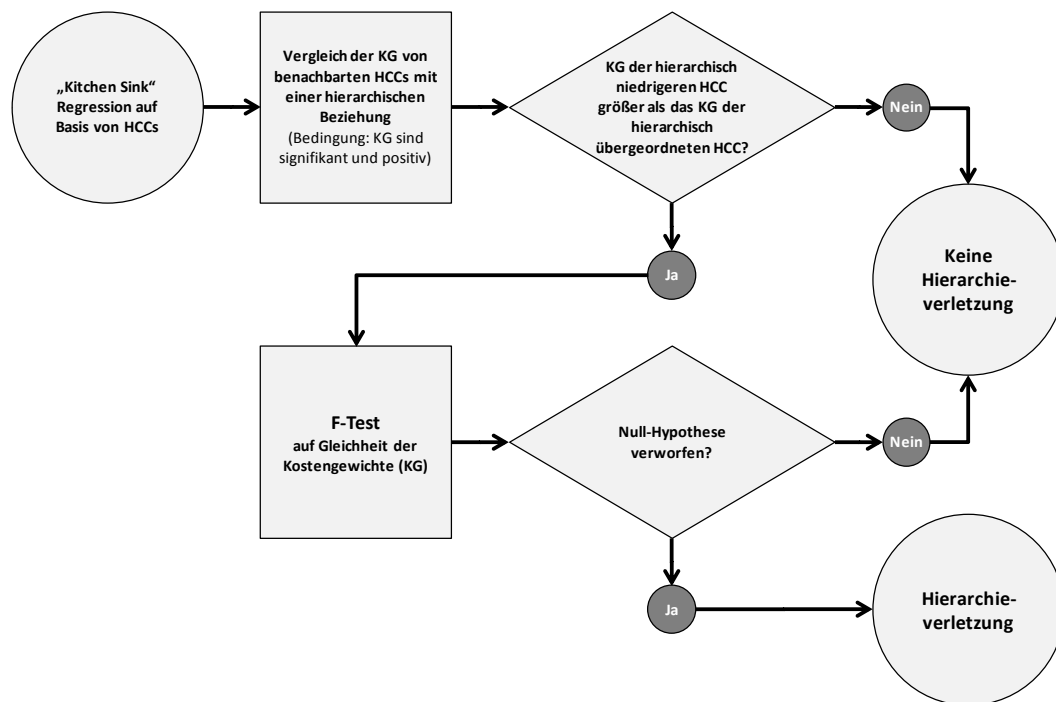 „Kitchen Sink“
Regression auf
Basis von HCCs
Vergleich der KG von
benachbarten HCCs mit
einer hierarchischen
Beziehung
(Bedingung: KG sind
signifikant und positiv)
KG der hierarchisch
niedrigeren HCC
größer als das KG der
hierarchisch
übergeordneten HCC?
Nein
Ja
Keine
Hierarchie-
verletzung
F-Test
auf Gleichheit der
Kostengewichte (KG)
Null-Hypothese
verworfen?
Nein
Ja
Hierarchie-
verletzung